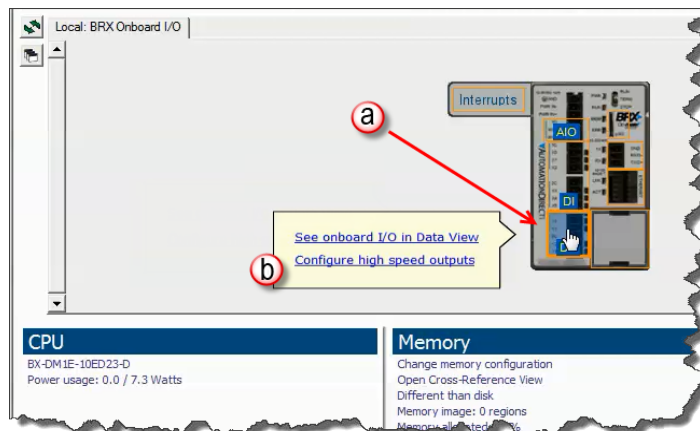 Local: BRX Onboard I/O
Interrupts
a
BRX
AIO
AUTOMATIONDIRECT
DI
See onboard I/O in Data View
Configure high speed outputs
b
CPU
BX-DM1E-10ED23-D
Power usage: 0.0 / 7.3 Watts
Memory
Change memory configuration
Open Cross-Reference View
Different than disk
Memory image: 0 regions